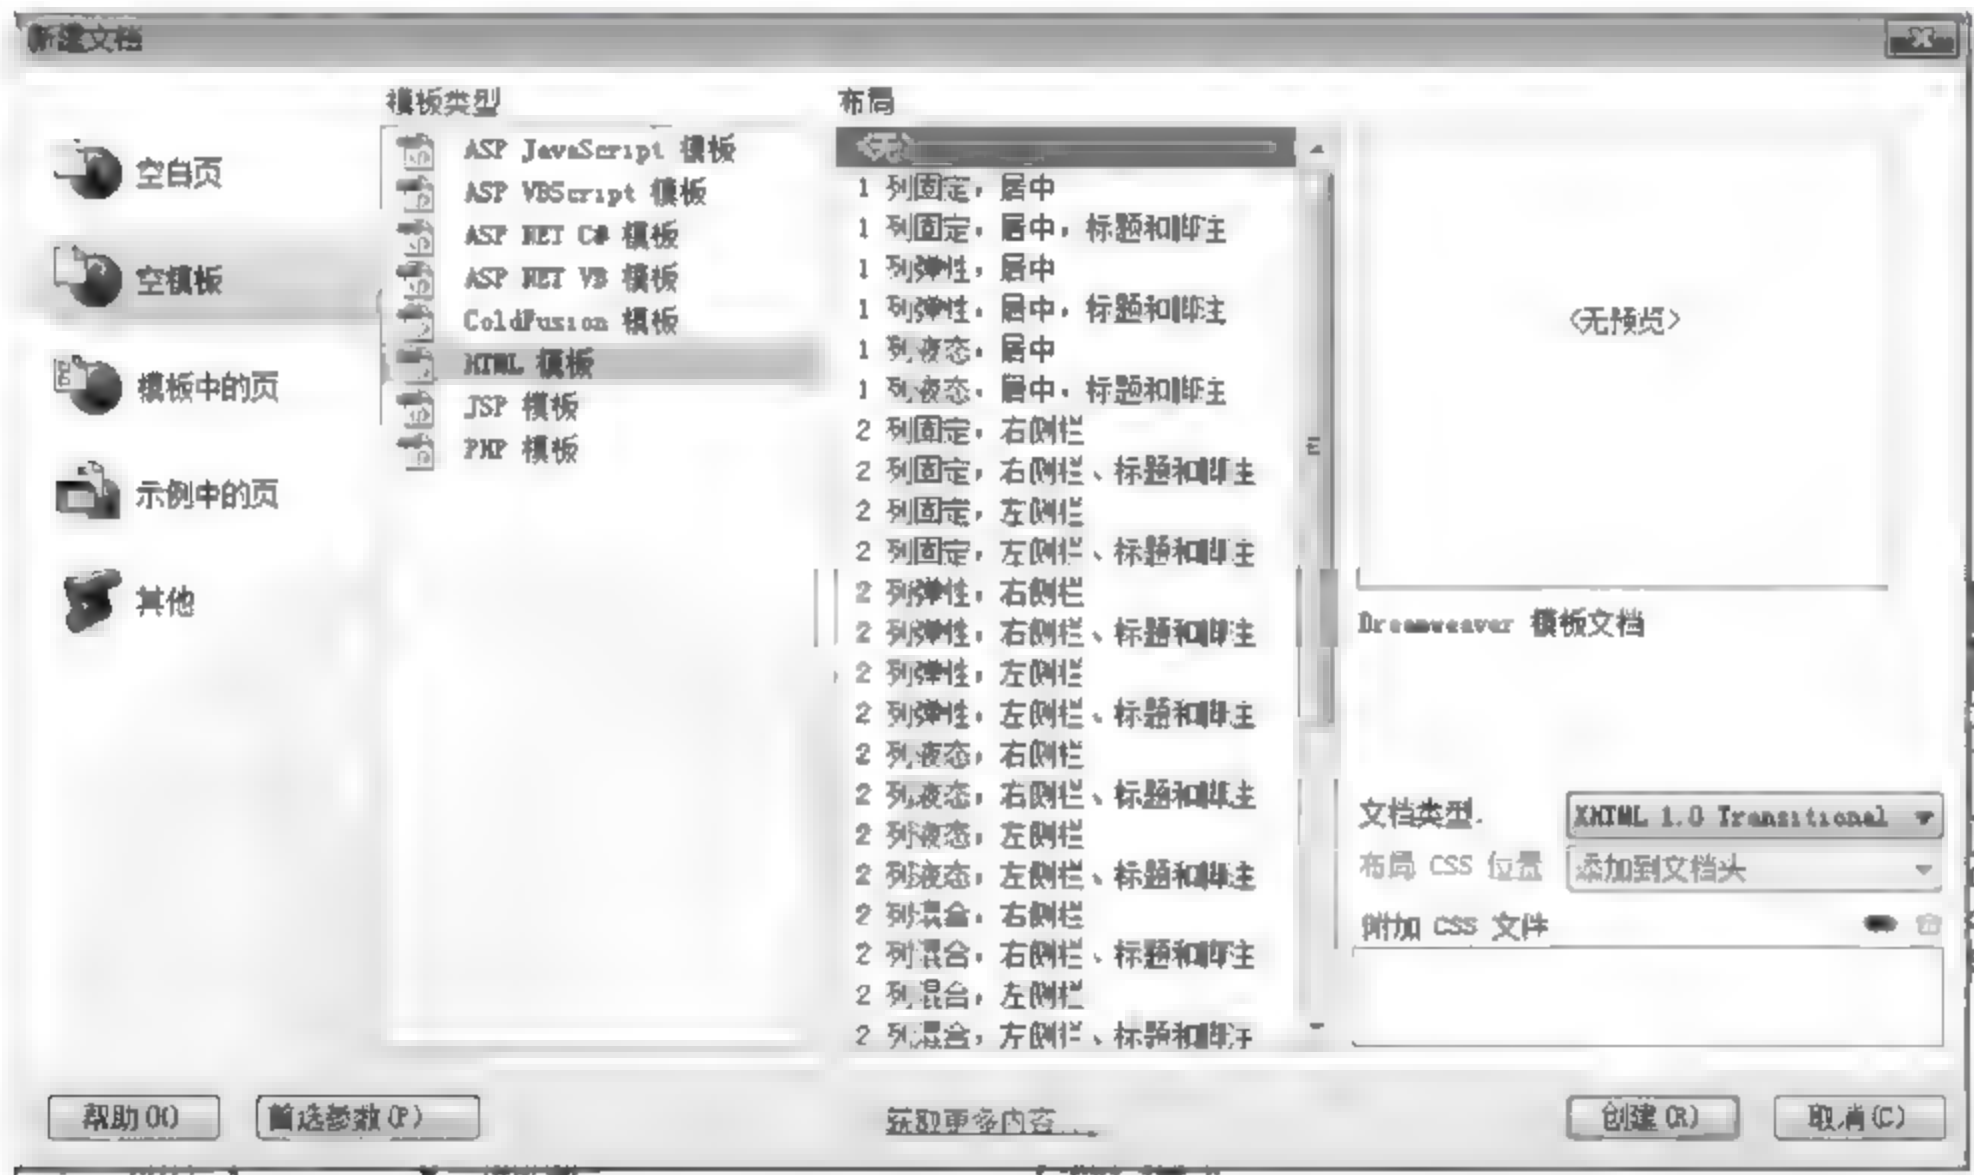 新建文档
模板类型
布局
空白页
空模板
模板中的页
示例中的页
其他
ASP JavaScript 模板
ASP VBScript 模板
ASP NET C# 模板
ASP NET VB 模板
ColdFusion 模板
HTML 模板
JSP 模板
PHP 模板
<无>
1 列固定，居中
1 列固定，居中，标题和脚注
1 列弹性，居中
1 列弹性，居中，标题和脚注
1 列液态，居中
1 列液态，居中，标题和脚注
2 列固定，右侧栏
2 列固定，右侧栏、标题和脚注
2 列固定，左侧栏
2 列固定，左侧栏、标题和脚注
2 列弹性，右侧栏
2 列弹性，右侧栏、标题和脚注
2 列弹性，左侧栏
2 列弹性，左侧栏、标题和脚注
2 列液态，右侧栏
2 列液态，右侧栏、标题和脚注
2 列液态，左侧栏
2 列液态，左侧栏、标题和脚注
2 列混合，右侧栏
2 列混合，右侧栏、标题和脚注
2 列混合，左侧栏
2 列混合，左侧栏、标题和脚注
<无预览>
Dreamweaver 模板文档
文档类型:
XHTML 1.0 Transitional
布局 CSS 位置
添加到文档头
附加 CSS 文件
帮助(H)
首选参数(P)
获取更多内容...
创建(R)
取消(C)